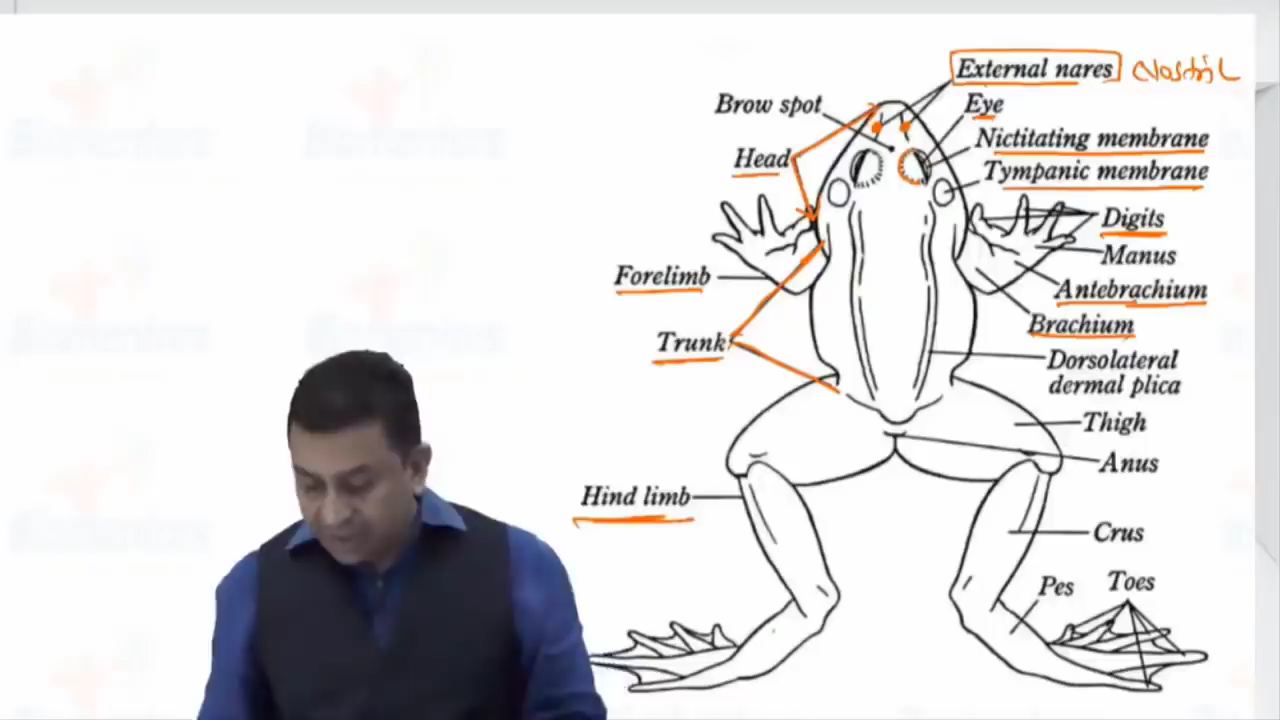 External nares Nostril
Brow spot
Eye
Nictitating membrane
Head
Tympanic membrane
Digits
Manus
Forelimb
Antebrachium
Brachium
Trunk
Dorsolateral
dermal plica
Thigh
Anus
Hind limb
Crus
Pes
Toes